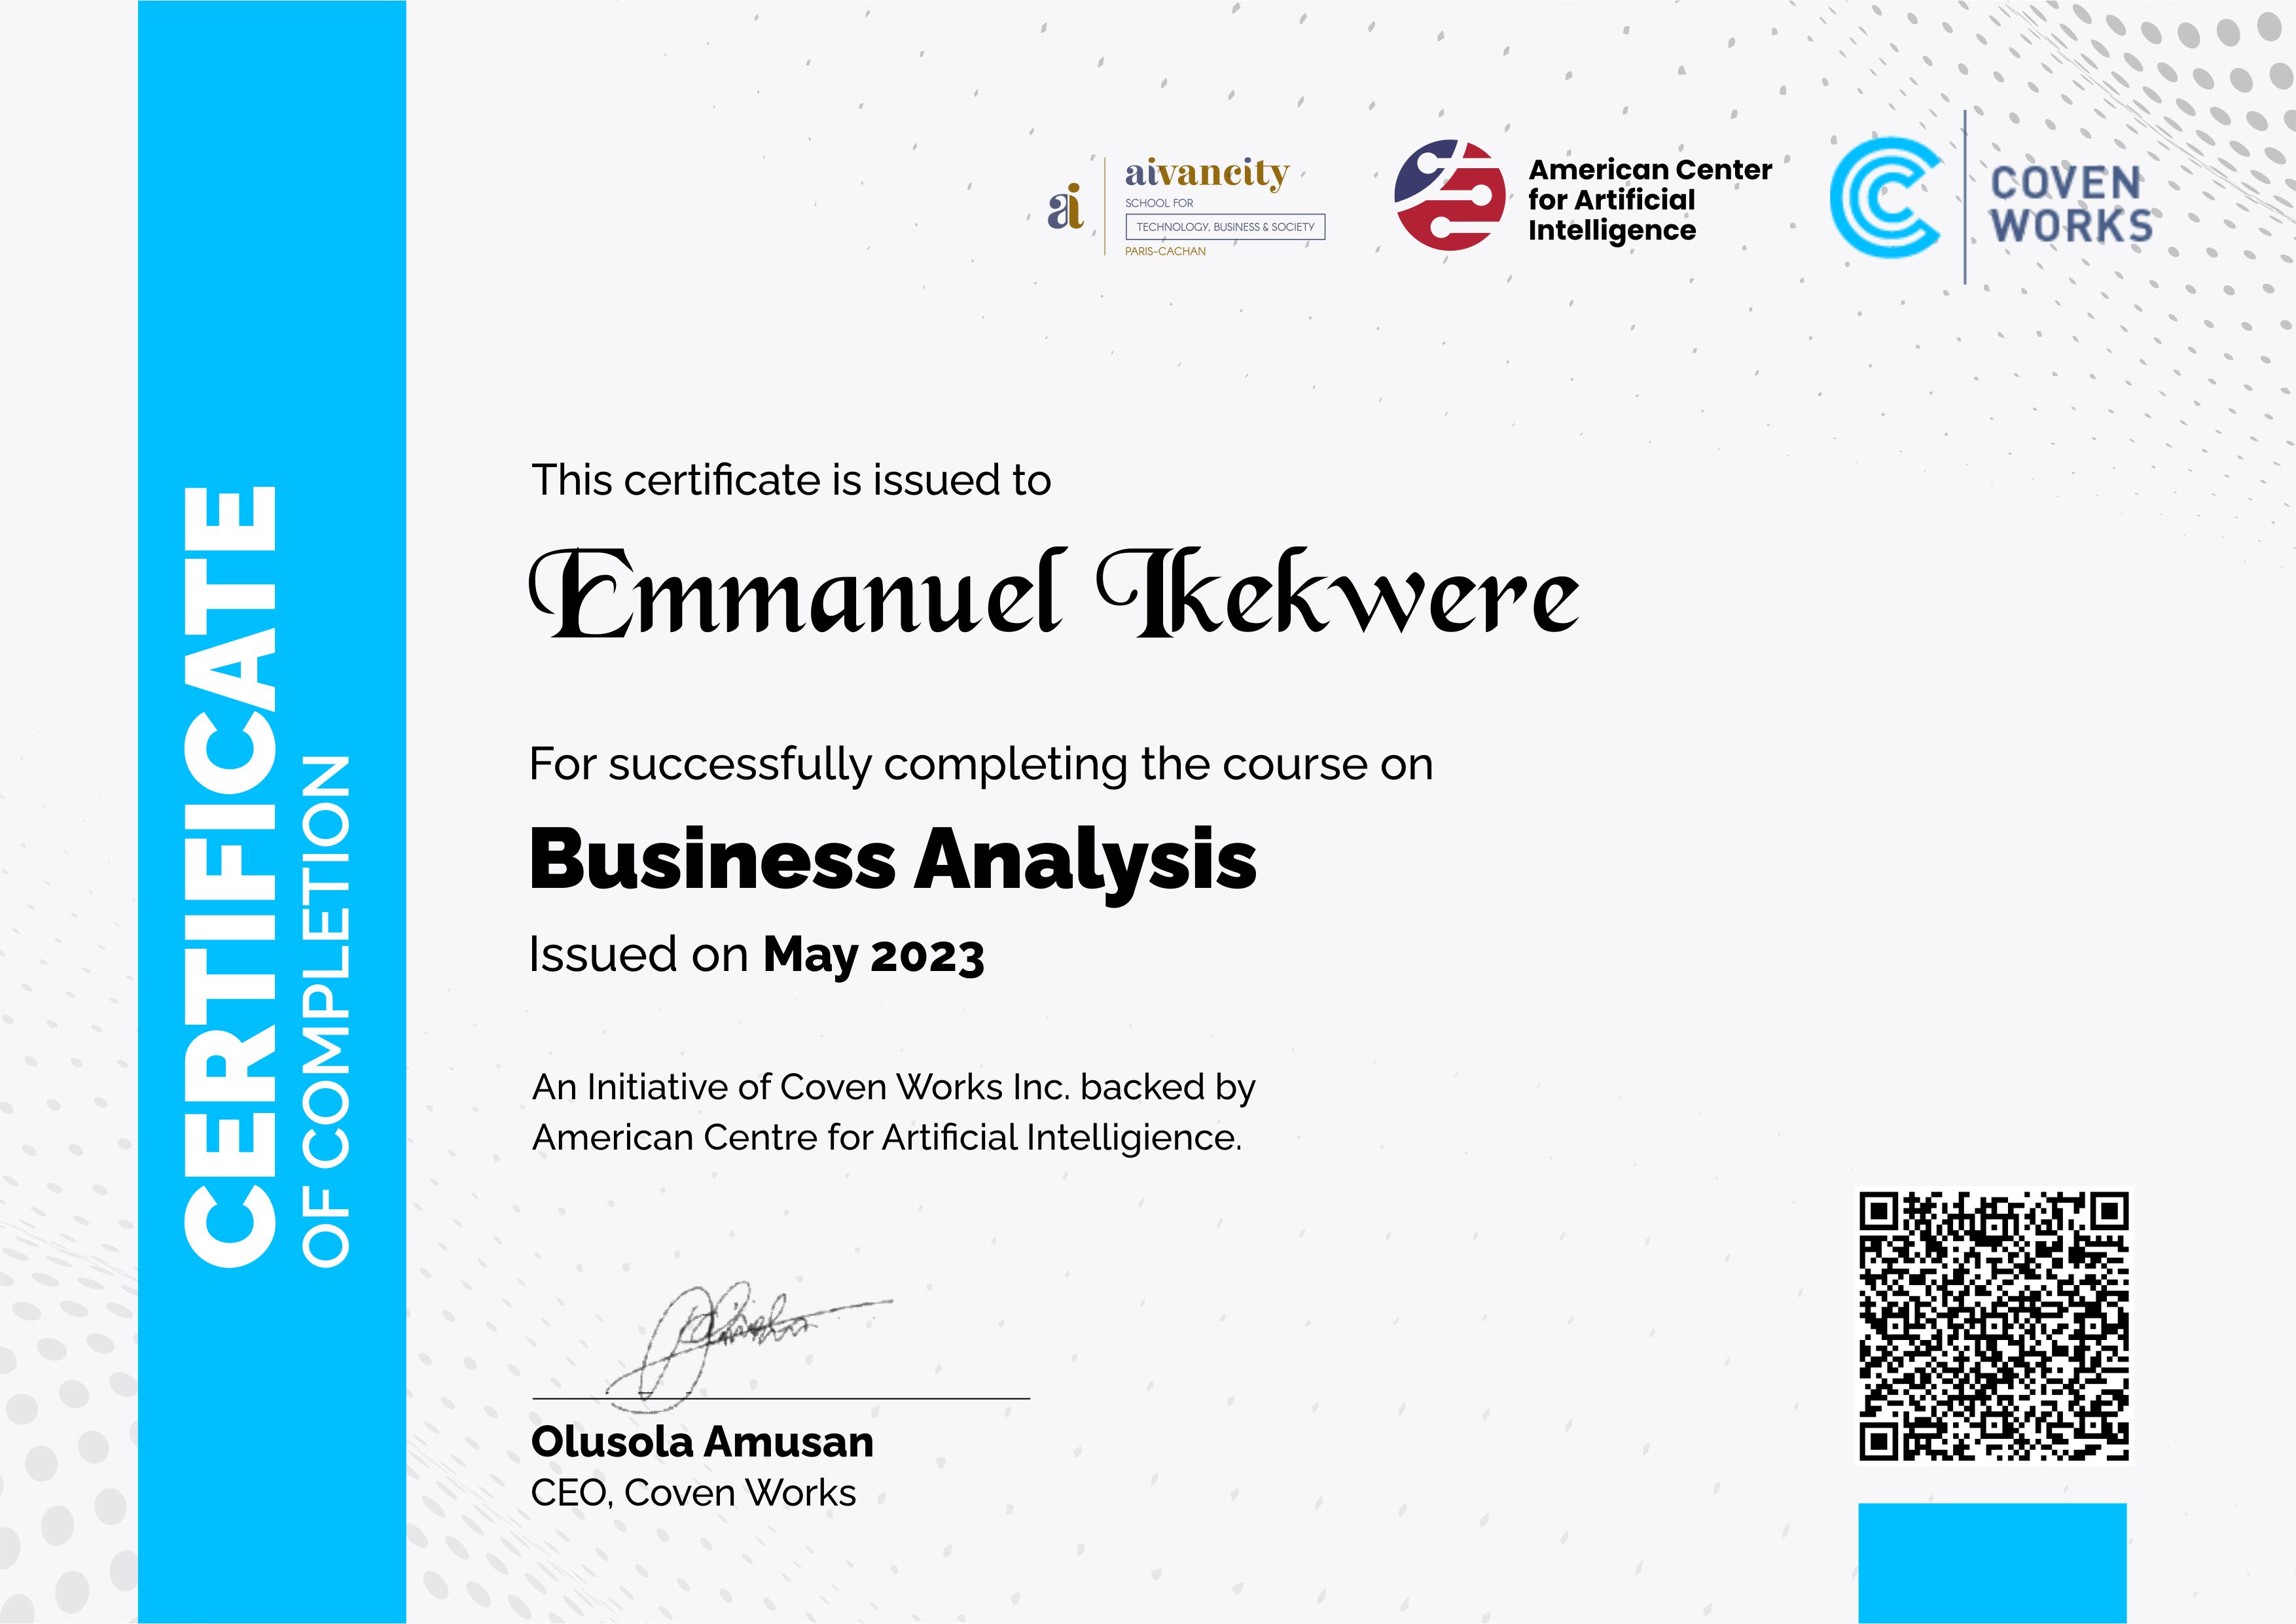 CERTIFICATE
OF COMPLETION
ai
aivancity
SCHOOL FOR
TECHNOLOGY, BUSINESS & SOCIETY
PARIS-CACHAN
American Center
for Artificial
Intelligence
COVEN
WORKS
This certificate is issued to
Emmanuel Ikekwere
For successfully completing the course on
Business Analysis
Issued on May 2023
An Initiative of Coven Works Inc. backed by
American Centre for Artificial Intelligience.
Olusola Amusan
CEO, Coven Works